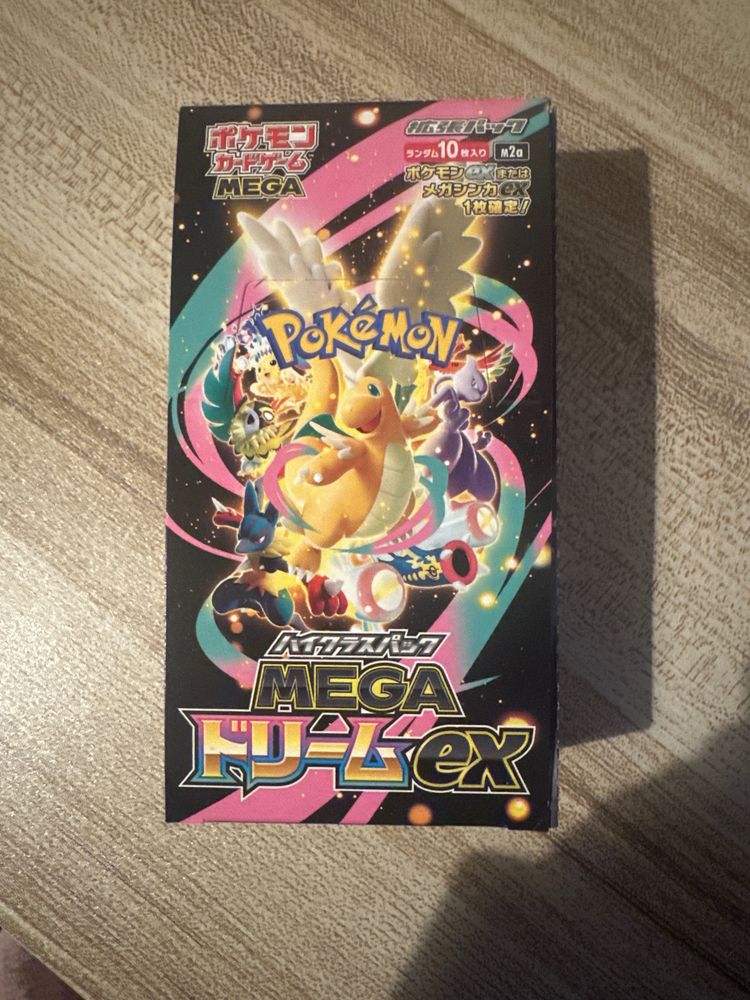 ポケモン
カードゲーム
MEGA
拡張パック
ランダム10枚入り M2a
ポケモンexまたは
メガシンカex
1枚確定!
POKéMON
TM
ハイクラスパック
MEGA
ドリームex